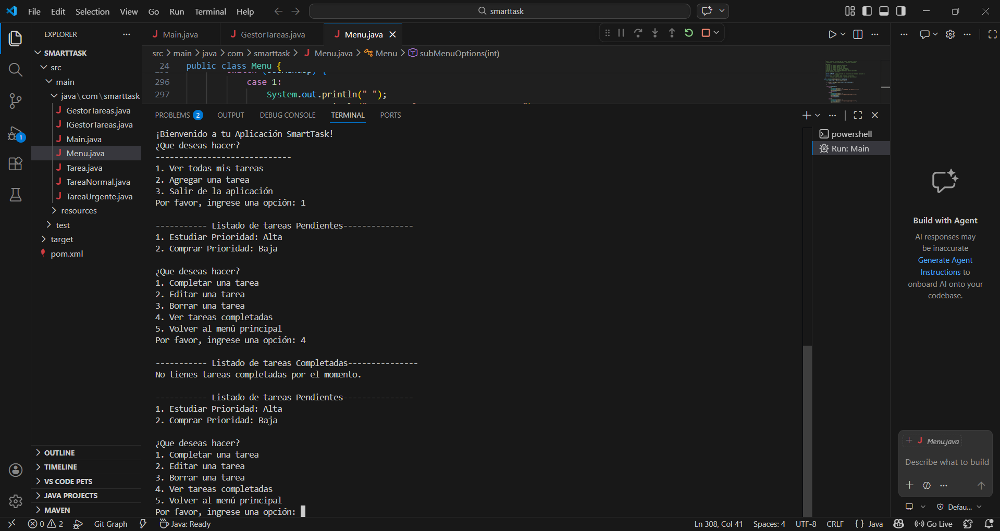 File Edit Selection View Go Run Terminal Help
smarttask
EXPLORER
SMARTTASK
src
main
java\com\smarttask
GestorTareas.java
IGestorTareas.java
Main.java
Menu.java
Tarea.java
TareaNormal.java
TareaUrgente.java
resources
test
target
pom.xml
OUTLINE
TIMELINE
VS CODE PETS
JAVA PROJECTS
MAVEN
1
Main.java GestorTareas.java Menu.java
src > main > java > com > smarttask > Menu.java > Menu > subMenuOptions(int)
24 public class Menu {
296 case 1:
297 System.out.println(" ");
PROBLEMS 2 OUTPUT DEBUG CONSOLE TERMINAL PORTS
¡Bienvenido a tu Aplicación SmartTask!
¿Que deseas hacer?
-----------------------------
1. Ver todas mis tareas
2. Agregar una tarea
3. Salir de la aplicación
Por favor, ingrese una opción: 1
----------- Listado de tareas Pendientes---------------
1. Estudiar Prioridad: Alta
2. Comprar Prioridad: Baja
¿Que deseas hacer?
1. Completar una tarea
2. Editar una tarea
3. Borrar una tarea
4. Ver tareas completadas
5. Volver al menú principal
Por favor, ingrese una opción: 4
----------- Listado de tareas Completadas---------------
No tienes tareas completadas por el momento.
----------- Listado de tareas Pendientes---------------
1. Estudiar Prioridad: Alta
2. Comprar Prioridad: Baja
¿Que deseas hacer?
1. Completar una tarea
2. Editar una tarea
3. Borrar una tarea
4. Ver tareas completadas
5. Volver al menú principal
Por favor, ingrese una opción:
powershell
Run: Main
Build with Agent
AI responses may
be inaccurate
Generate Agent
Instructions to
onboard AI onto your
codebase.
Menu.java
Describe what to build
Defau...
0 2 Git Graph Java: Ready Ln 308, Col 41 Spaces: 4 UTF-8 CRLF { } Java Go Live